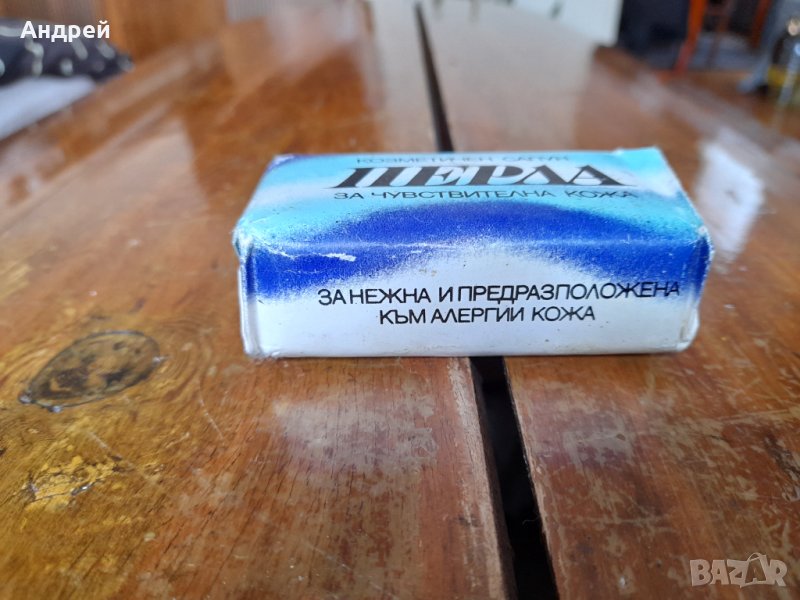 Андрей
КОЗМЕТИЧЕН САПУН
ПЕРЛА
ЗА ЧУВСТВИТЕЛНА КОЖА
ЗА НЕЖНА И ПРЕДРАЗПОЛОЖЕНА
КЪМ АЛЕРГИИ КОЖА
BAZAR